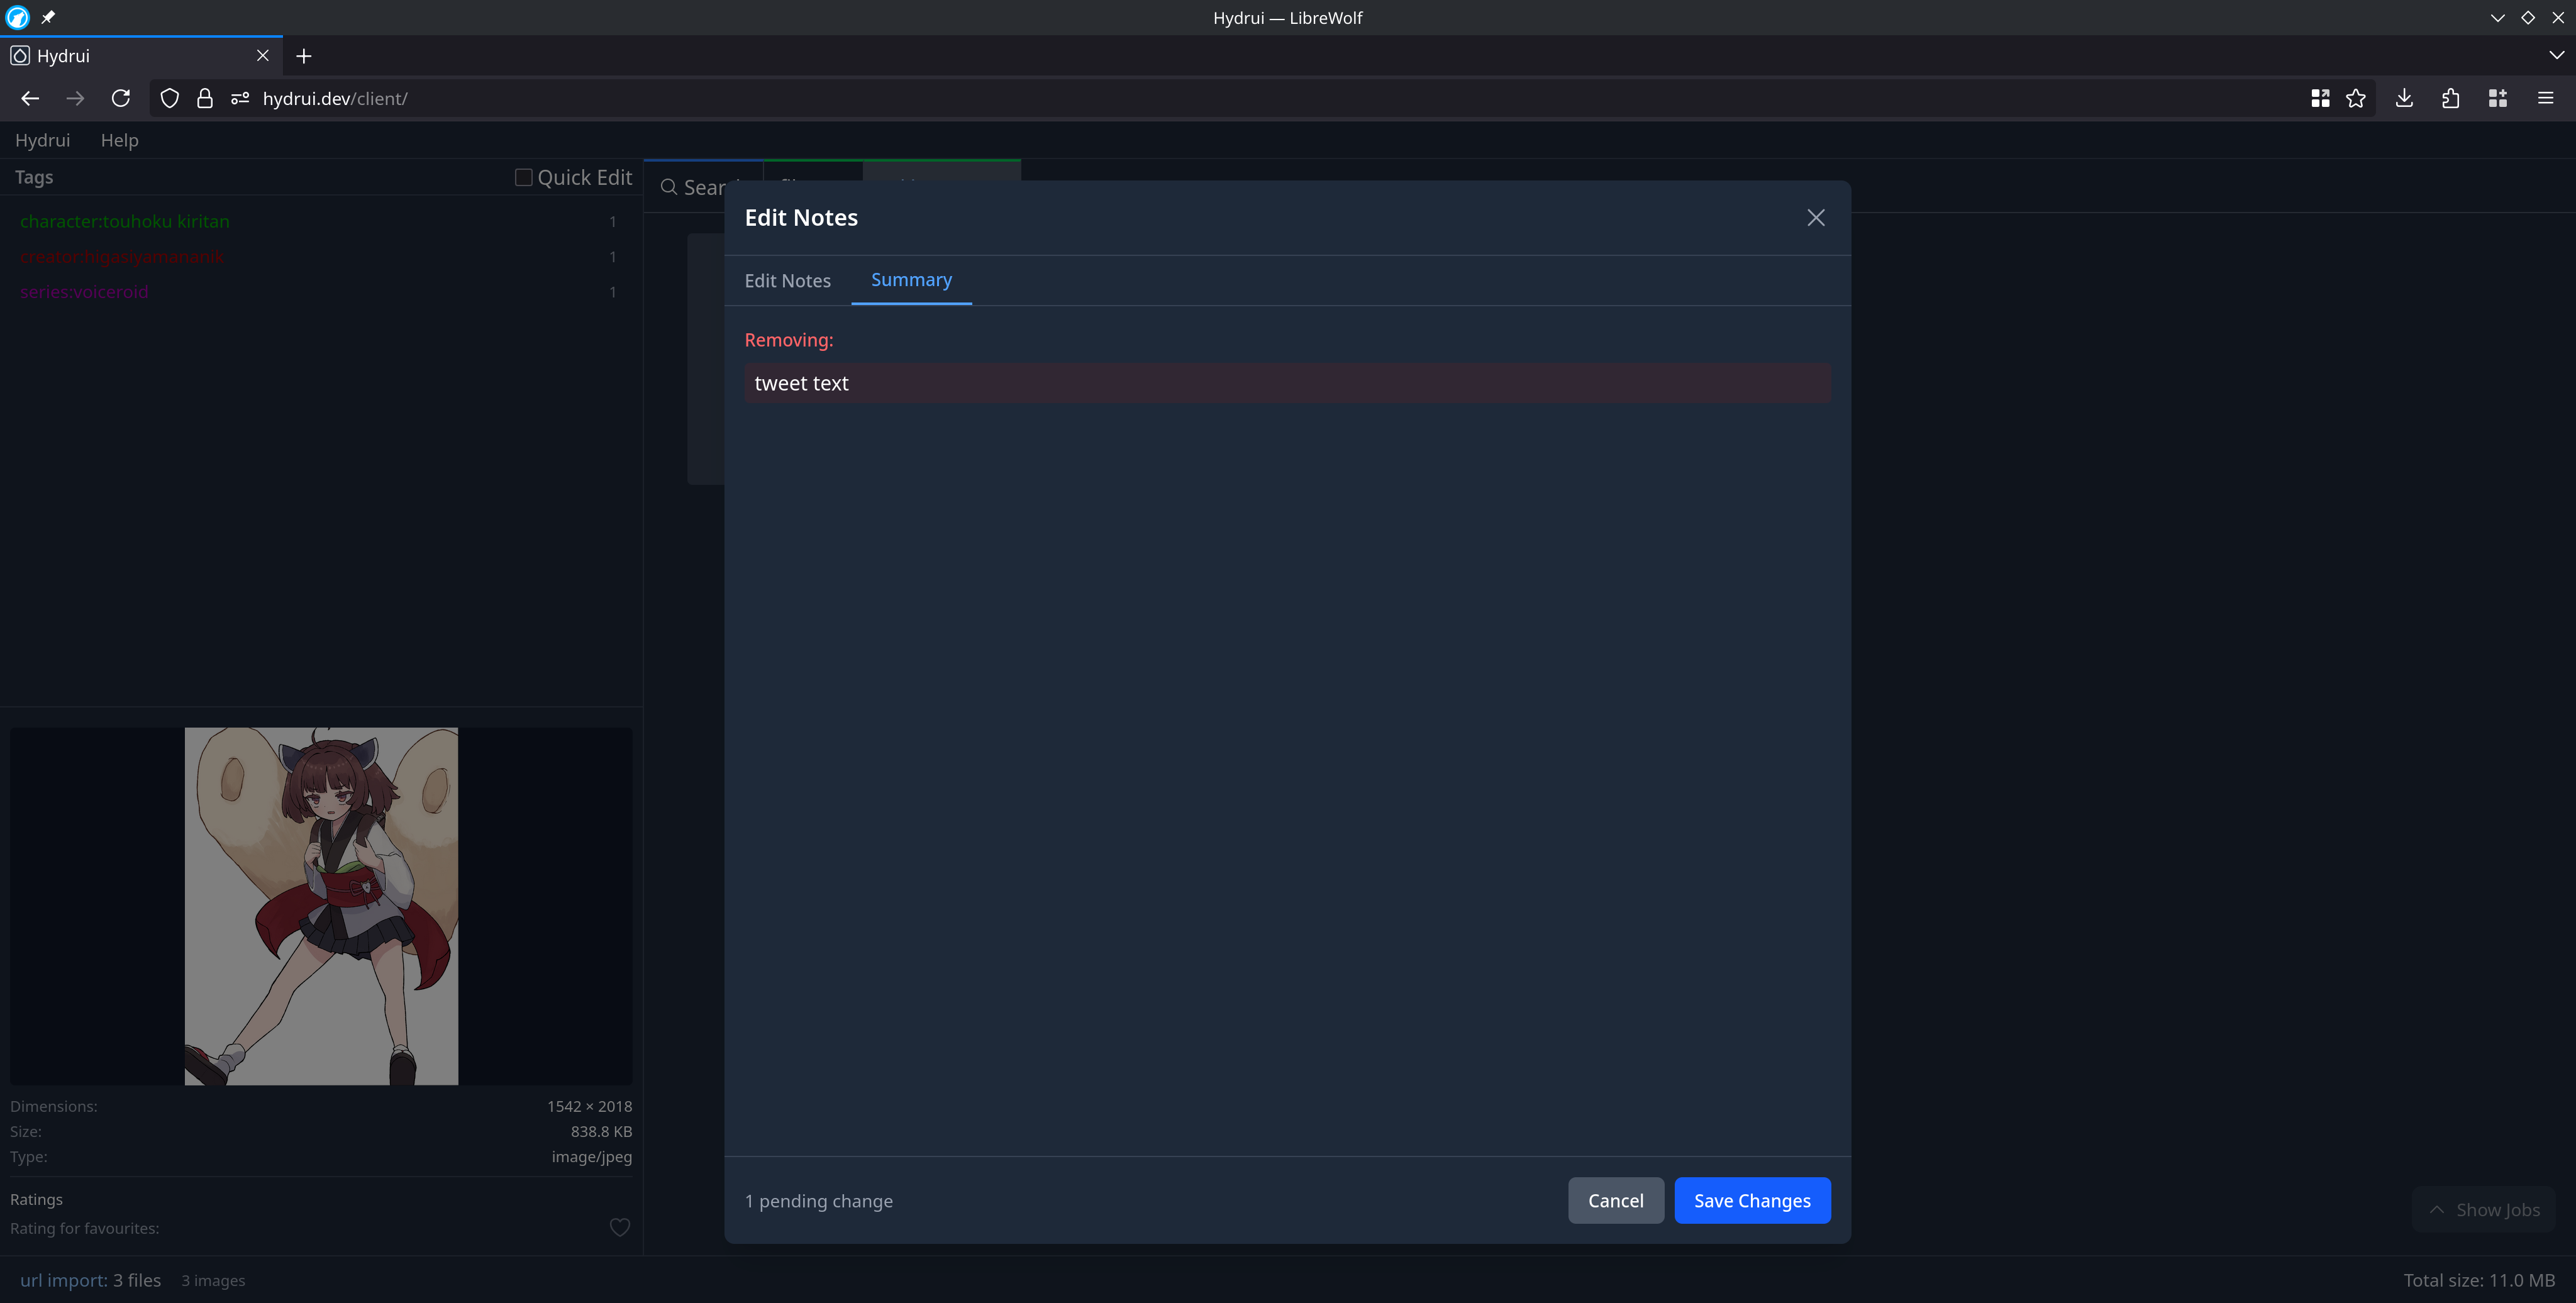 Hydrui — LibreWolf
Hydrui
hydrui.dev/client/
Hydrui Help
Tags Quick Edit
character:touhoku kiritan 1
creator:higasiyamananik 1
series:voiceroid 1
Dimensions: 1542 × 2018
Size: 838.8 KB
Type: image/jpeg
Ratings
Rating for favourites:
Edit Notes
Edit Notes Summary
Removing:
tweet text
1 pending change
Cancel Save Changes
Show Jobs
url import: 3 files 3 images
Total size: 11.0 MB